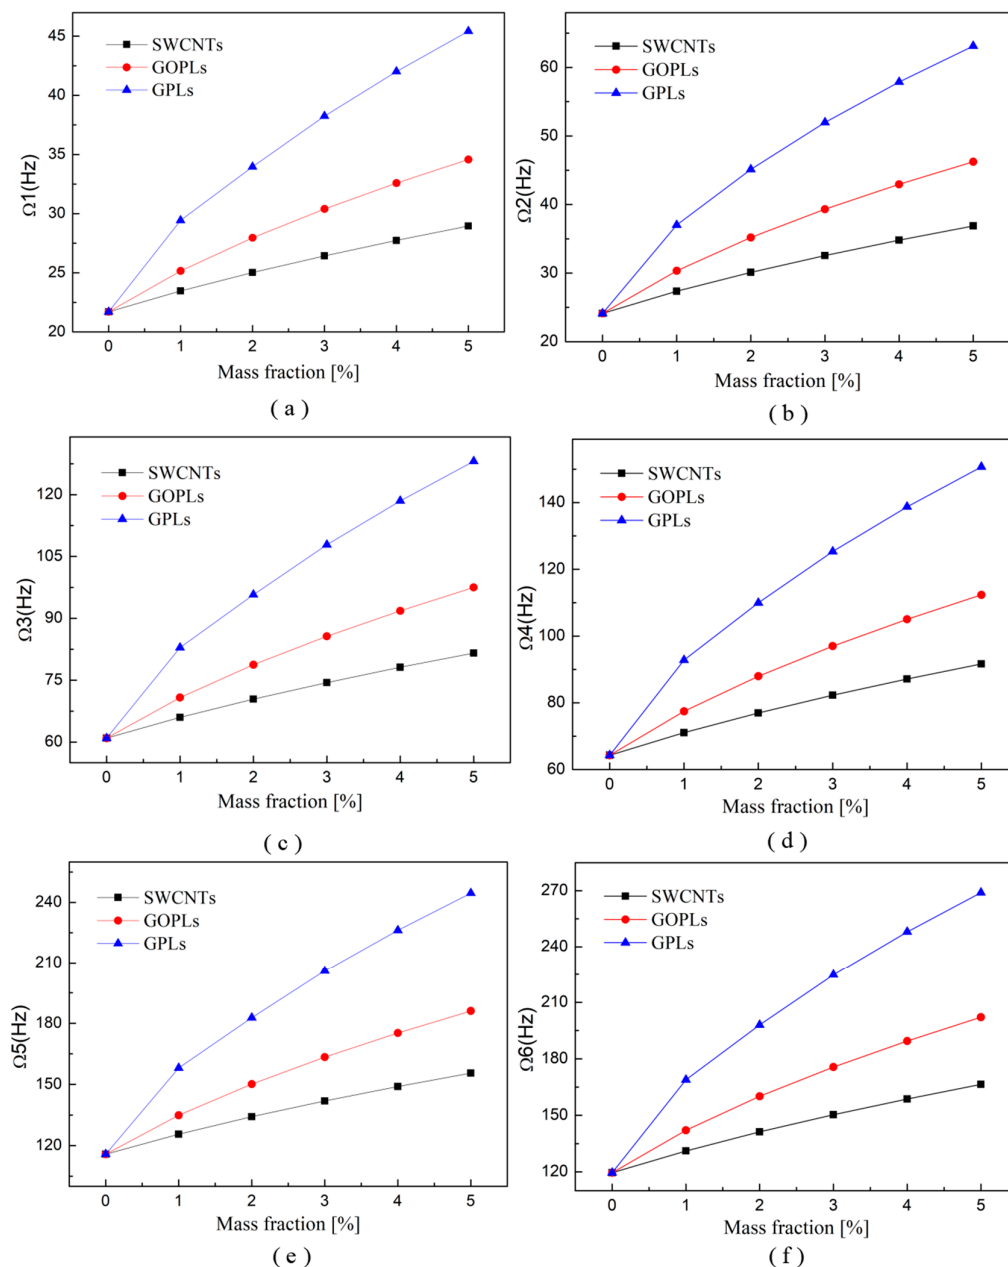 45
40
35
30
25
20
Ω1(Hz)
SWCNTs
GOPLs
GPLs
0 1 2 3 4 5
Mass fraction [%]
( a )
60
50
40
30
20
Ω2(Hz)
SWCNTs
GOPLs
GPLs
0 1 2 3 4 5
Mass fraction [%]
( b )
120
105
90
75
60
Ω3(Hz)
SWCNTs
GOPLs
GPLs
0 1 2 3 4 5
Mass fraction [%]
( c )
140
120
100
80
60
Ω4(Hz)
SWCNTs
GOPLs
GPLs
0 1 2 3 4 5
Mass fraction [%]
( d )
240
210
180
150
120
Ω5(Hz)
SWCNTs
GOPLs
GPLs
0 1 2 3 4 5
Mass fraction [%]
( e )
270
240
210
180
150
120
Ω6(Hz)
SWCNTs
GOPLs
GPLs
0 1 2 3 4 5
Mass fraction [%]
( f )